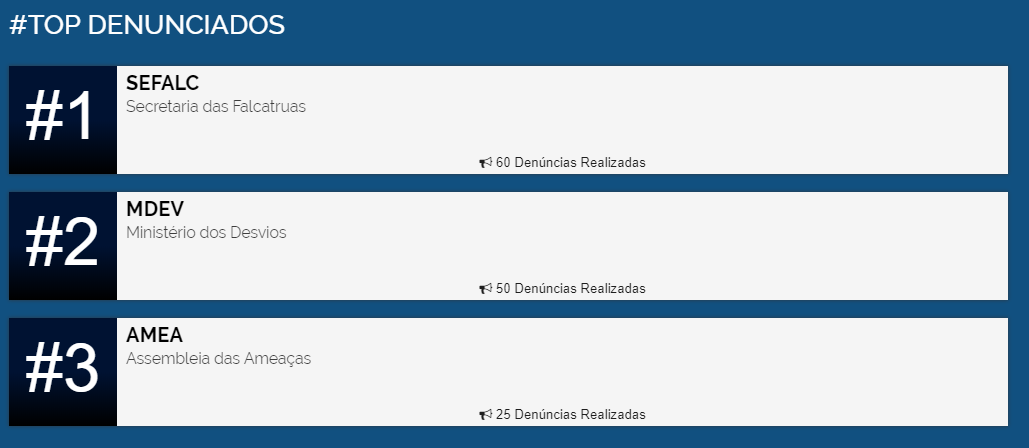 #TOP DENUNCIADOS
#1
SEFALC
Secretaria das Falcatruas
60 Denúncias Realizadas
#2
MDEV
Ministério dos Desvios
50 Denúncias Realizadas
#3
AMEA
Assembleia das Ameaças
25 Denúncias Realizadas